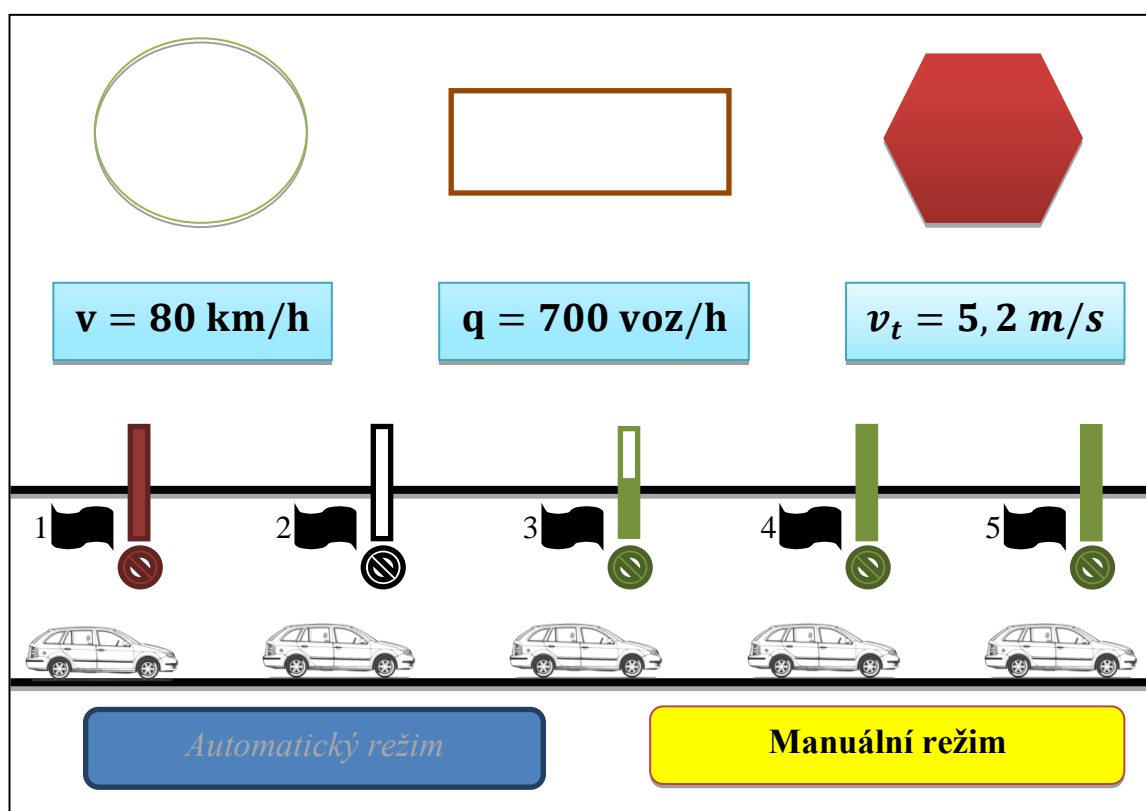 v = 80 km/h
q = 700 voz/h
v_t = 5,2 m/s
1 2 3 4 5
Automatický režim
Manuální režim